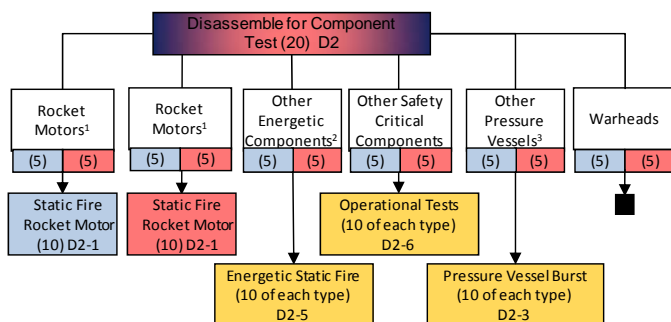 Disassemble for Component
Test (20) D2
Rocket
Motors¹
(5) (5)
Rocket
Motors¹
(5) (5)
Other
Energetic
Components²
(5) (5)
Other Safety
Critical
Components
(5) (5)
Other
Pressure
Vessels³
(5) (5)
Warheads
(5) (5)
Static Fire
Rocket Motor
(10) D2-1
Static Fire
Rocket Motor
(10) D2-1
Operational Tests
(10 of each type)
D2-6
Energetic Static Fire
(10 of each type)
D2-5
Pressure Vessel Burst
(10 of each type)
D2-3